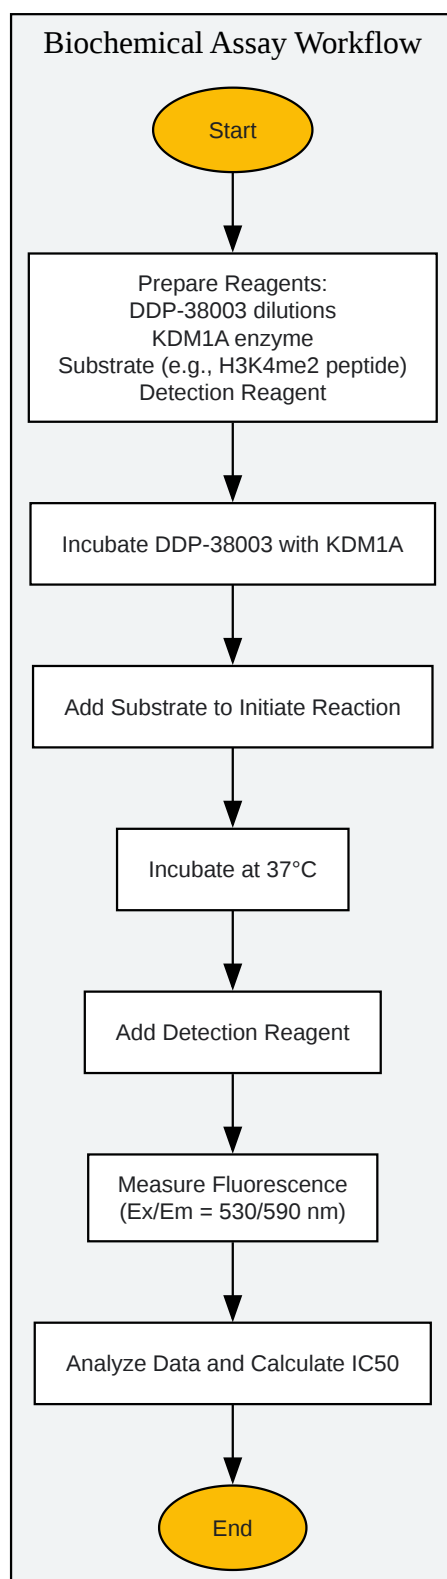 Biochemical Assay Workflow
Start
Prepare Reagents:
DDP-38003 dilutions
KDM1A enzyme
Substrate (e.g., H3K4me2 peptide)
Detection Reagent
Incubate DDP-38003 with KDM1A
Add Substrate to Initiate Reaction
Incubate at 37°C
Add Detection Reagent
Measure Fluorescence
(Ex/Em = 530/590 nm)
Analyze Data and Calculate IC50
End